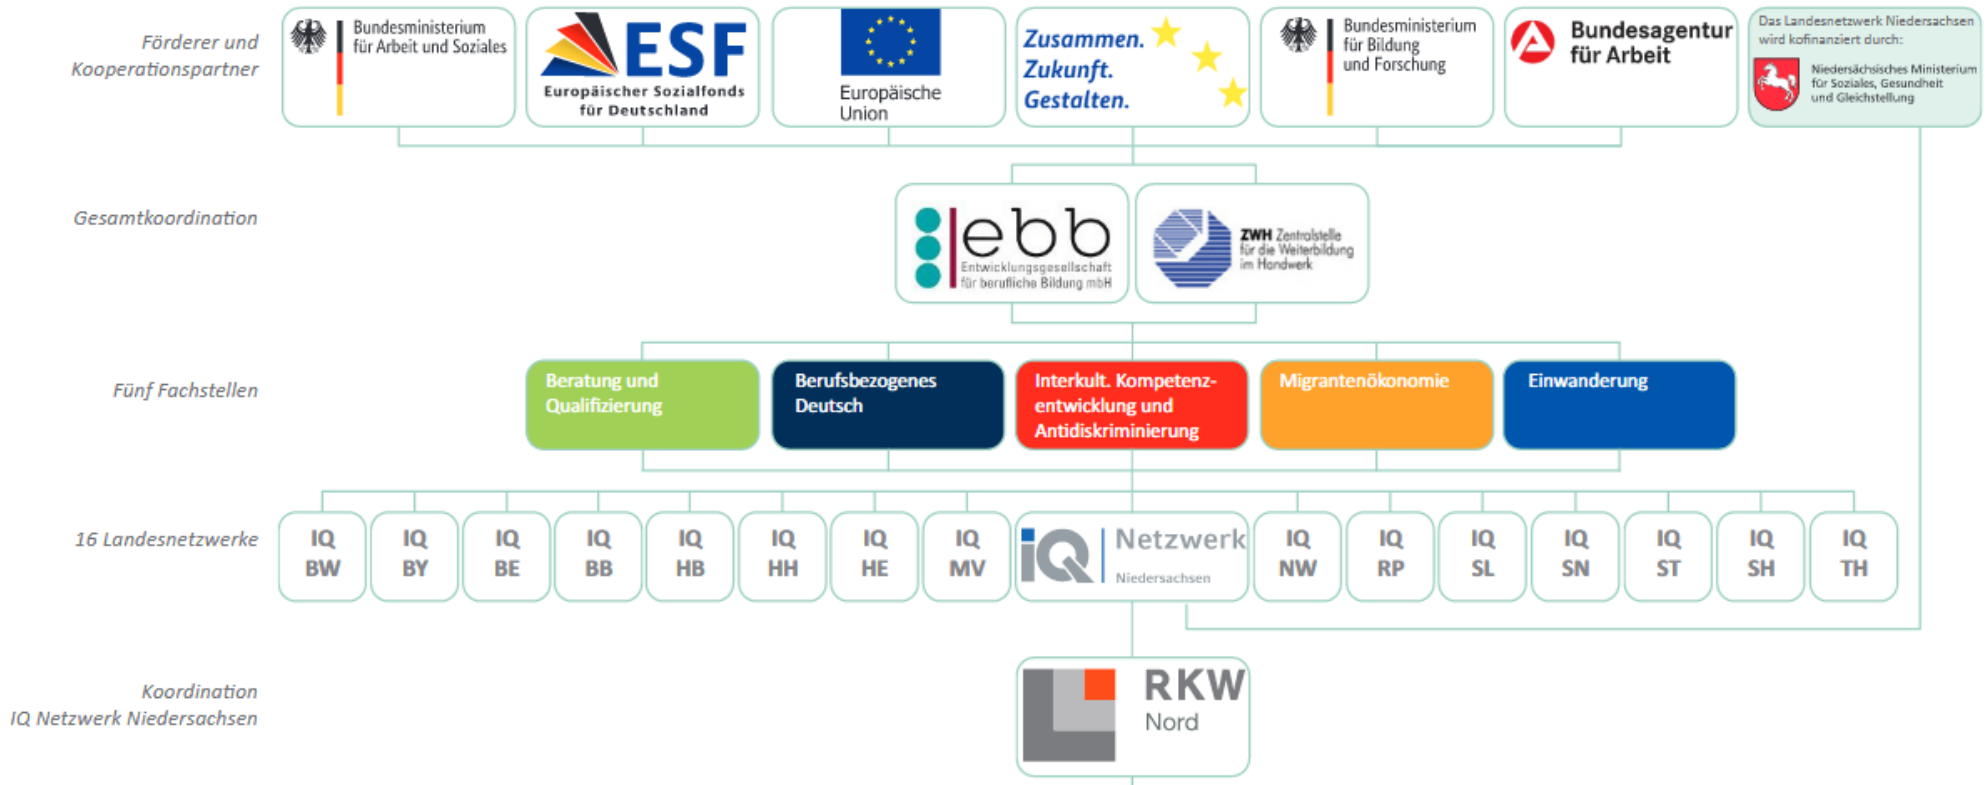 Förderer und
Kooperationspartner
Bundesministerium
für Arbeit und Soziales
ESF
Europäischer Sozialfonds
für Deutschland
Europäische
Union
Zusammen.
Zukunft.
Gestalten.
Bundesministerium
für Bildung
und Forschung
Bundesagentur
für Arbeit
Das Landesnetzwerk Niedersachsen
wird kofinanziert durch:
Niedersächsisches Ministerium
für Soziales, Gesundheit
und Gleichstellung
Gesamtkoordination
ebb
Entwicklungsgesellschaft
für berufliche Bildung mbH
ZWH Zentralstelle
für die Weiterbildung
im Handwerk
Fünf Fachstellen
Beratung und
Qualifizierung
Berufsbezogenes
Deutsch
Interkult. Kompetenz-
entwicklung und
Antidiskriminierung
Migrantenökonomie
Einwanderung
16 Landesnetzwerke
IQ
BW
IQ
BY
IQ
BE
IQ
BB
IQ
HB
IQ
HH
IQ
HE
IQ
MV
iQ Netzwerk
Niedersachsen
IQ
NW
IQ
RP
IQ
SL
IQ
SN
IQ
ST
IQ
SH
IQ
TH
Koordination
IQ Netzwerk Niedersachsen
RKW
Nord